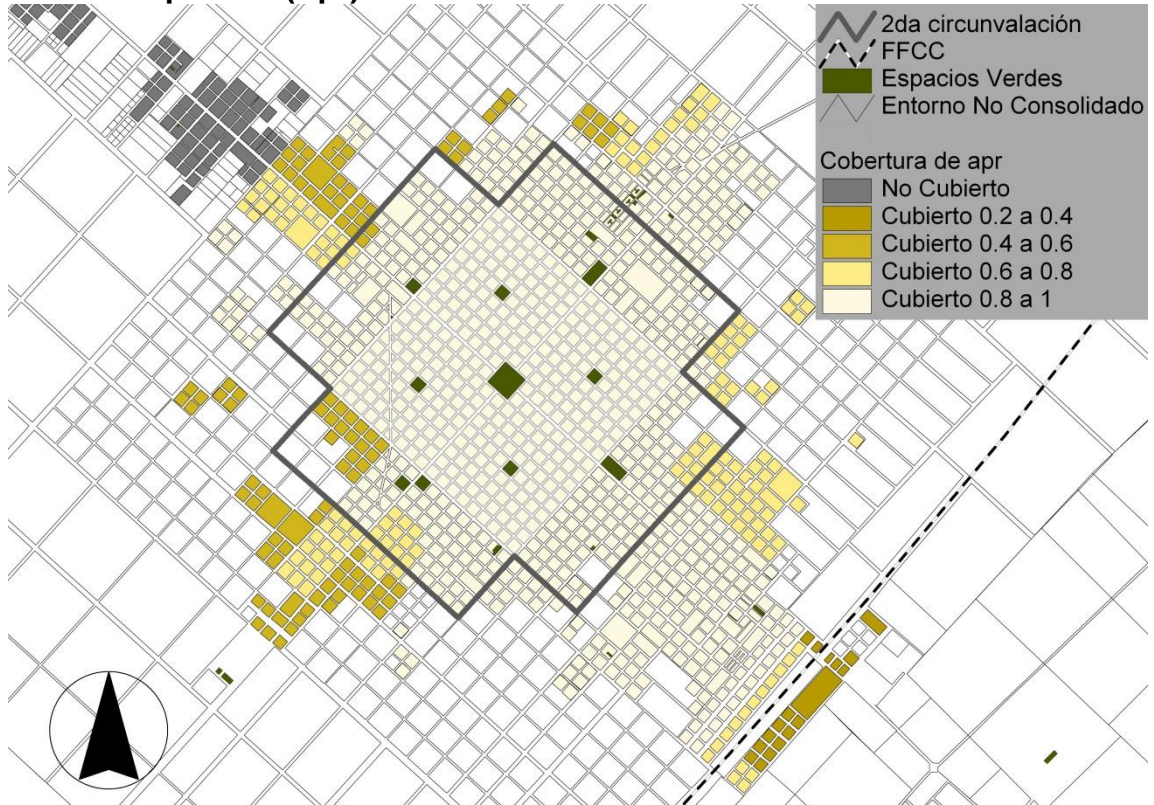 2da circunvalación
FFCC
Espacios Verdes
Entorno No Consolidado
Cobertura de apr
No Cubierto
Cubierto 0.2 a 0.4
Cubierto 0.4 a 0.6
Cubierto 0.6 a 0.8
Cubierto 0.8 a 1